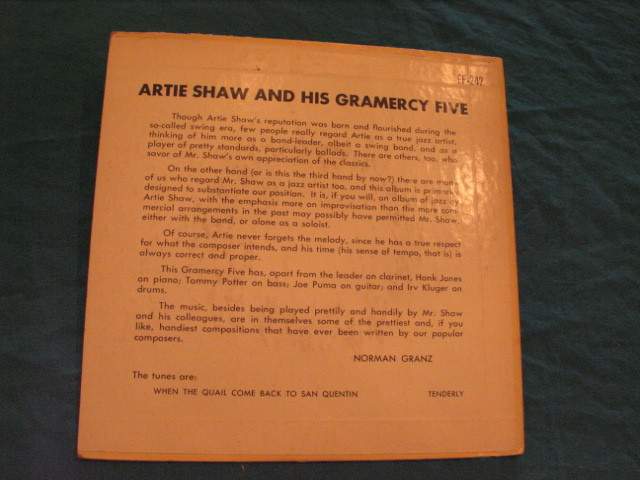 EP-242
ARTIE SHAW AND HIS GRAMERCY FIVE
Though Artie Shaw's reputation was born and flourished during the
so-called swing era, few people really regard Artie as a true jazz artist,
thinking of him more as a band-leader, albeit a swing band, and as a
player of pretty standards, particularly ballads. There are others, too, who
savor of Mr. Shaw's own appreciation of the classics.
On the other hand (or is this the third hand by now?) there are many
of us who regard Mr. Shaw as a jazz artist too, and this album is primarily
designed to substantiate our position. It is, if you will, an album of jazz by
Artie Shaw, with the emphasis more on improvisation than the more com-
mercial arrangements in the past may possibly have permitted Mr. Shaw
either with the band, or alone as a soloist.
Of course, Artie never forgets the melody, since he has a true respect
for what the composer intends, and his time (his sense of tempo, that is) is
always correct and proper.
This Gramercy Five has, apart from the leader on clarinet, Honk Jones
on piano; Tommy Potter on bass; Joe Puma on guitar; and Irv Kluger on
drums.
The music, besides being played prettily and handily by Mr. Shaw
and his colleagues, are in themselves some of the prettiest and, if you
like, handiest compositions that have ever been written by our popular
composers.
NORMAN GRANZ
The tunes are:
WHEN THE QUAIL COME BACK TO SAN QUENTIN TENDERLY